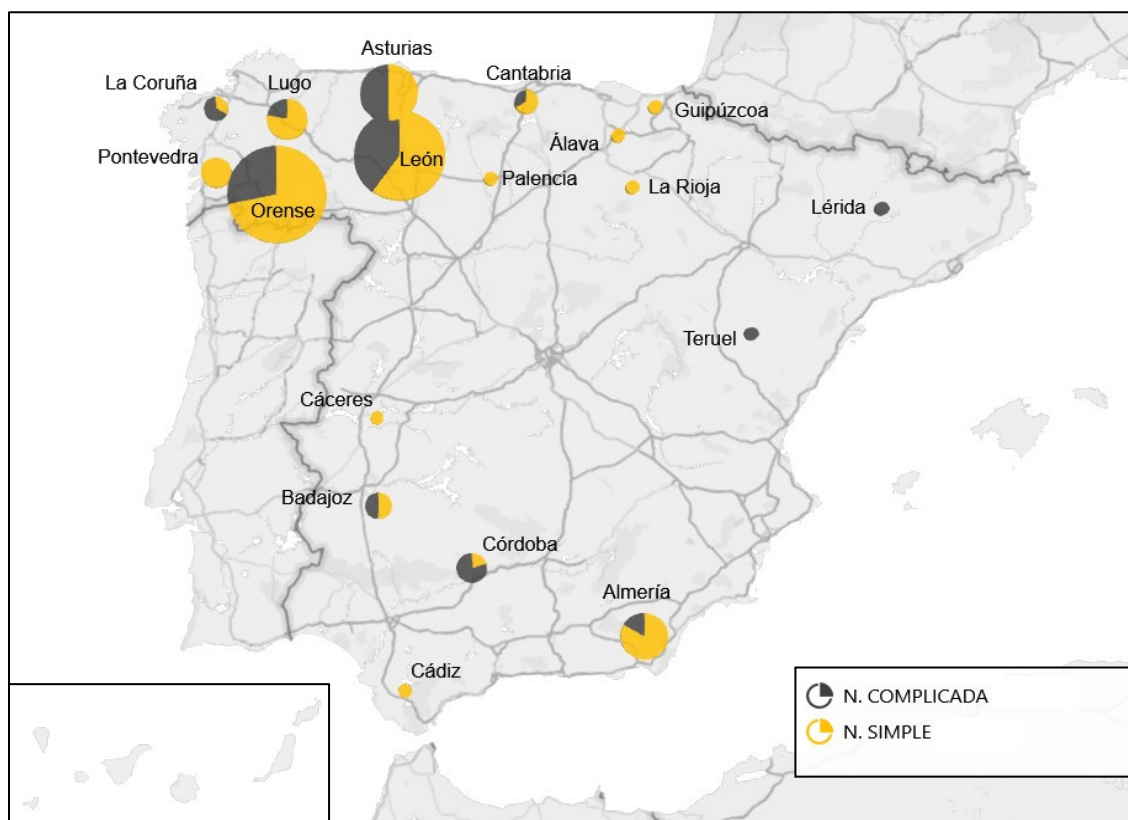 Asturias
La Coruña
Lugo
Cantabria
Guipúzcoa
Álava
Pontevedra
León
Palencia
La Rioja
Lérida
Orense
Teruel
Cáceres
Badajoz
Córdoba
Almería
Cádiz
N. COMPLICADA
N. SIMPLE